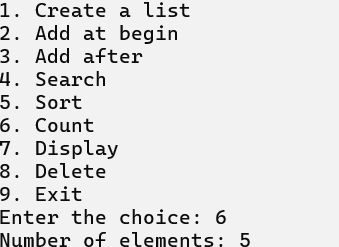 1. Create a list
2. Add at begin
3. Add after
4. Search
5. Sort
6. Count
7. Display
8. Delete
9. Exit
Enter the choice: 6
Number of elements: 5